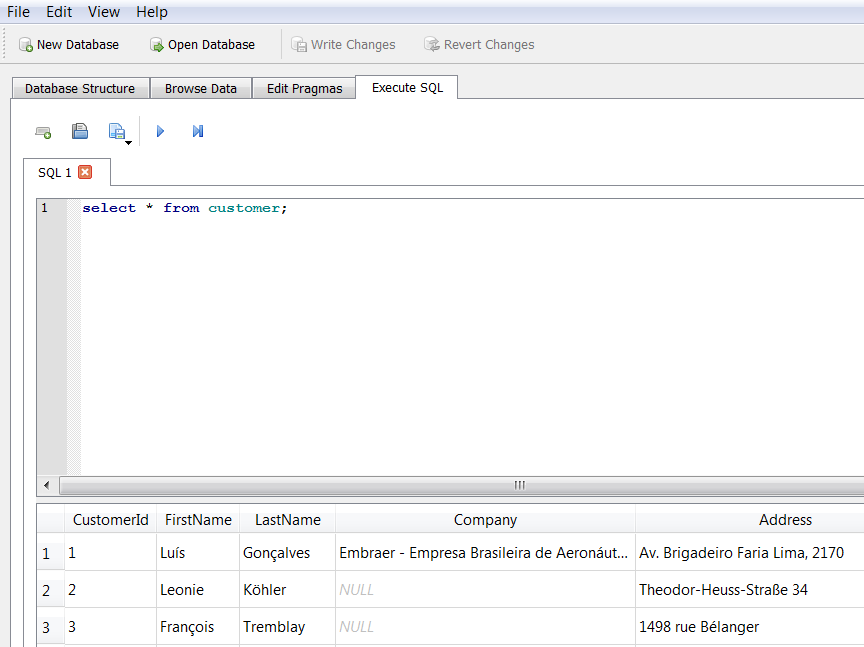 File Edit View Help
New Database Open Database Write Changes Revert Changes
Database Structure Browse Data Edit Pragmas Execute SQL
SQL 1
1 select * from customer;
CustomerId FirstName LastName Company Address
1 1 Luís Gonçalves Embraer - Empresa Brasileira de Aeronáut... Av. Brigadeiro Faria Lima, 2170
2 2 Leonie Köhler NULL Theodor-Heuss-Straße 34
3 3 François Tremblay NULL 1498 rue Bélanger